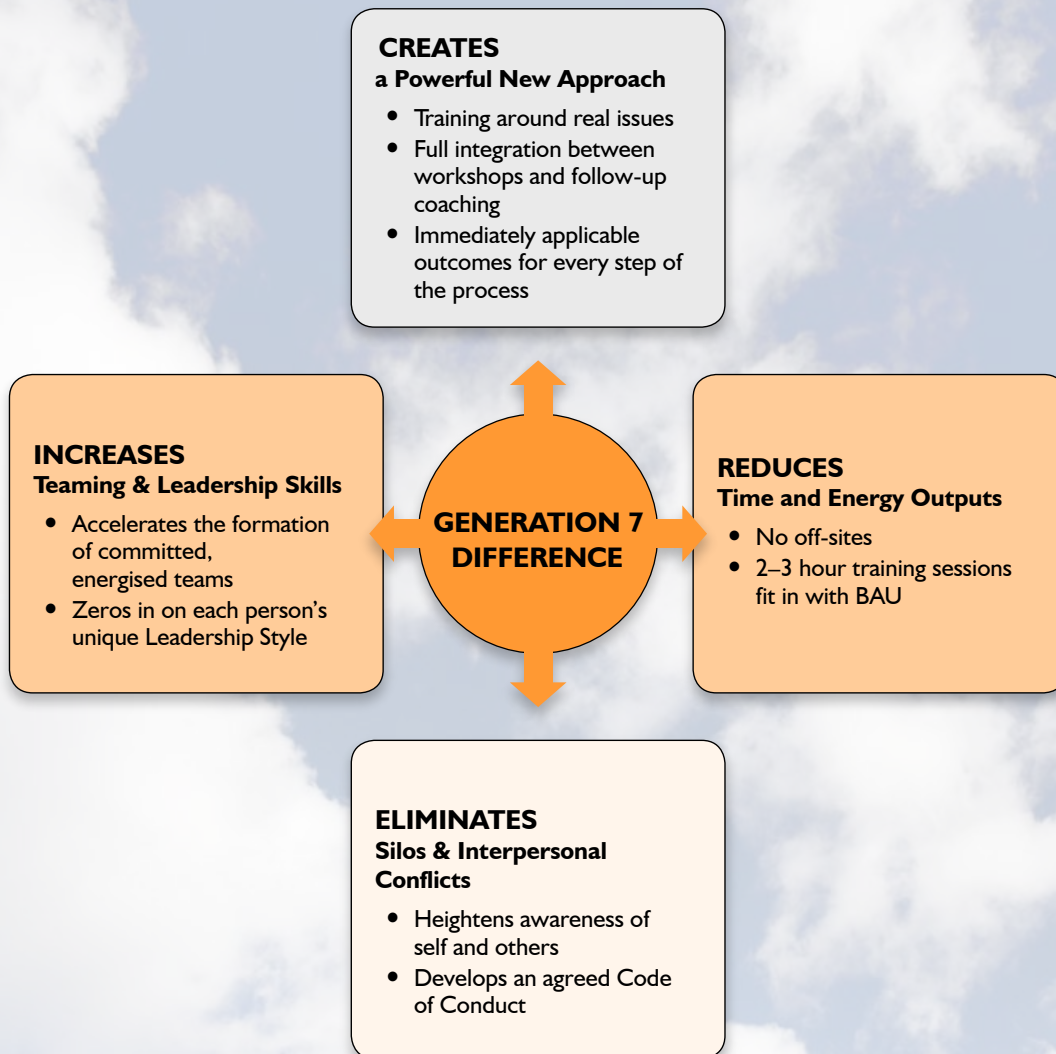 CREATES
a Powerful New Approach
• Training around real issues
• Full integration between
workshops and follow-up
coaching
• Immediately applicable
outcomes for every step of
the process
INCREASES
Teaming & Leadership Skills
• Accelerates the formation
of committed,
energised teams
• Zeros in on each person’s
unique Leadership Style
GENERATION 7
DIFFERENCE
REDUCES
Time and Energy Outputs
• No off-sites
• 2–3 hour training sessions
fit in with BAU
ELIMINATES
Silos & Interpersonal
Conflicts
• Heightens awareness of
self and others
• Develops an agreed Code
of Conduct